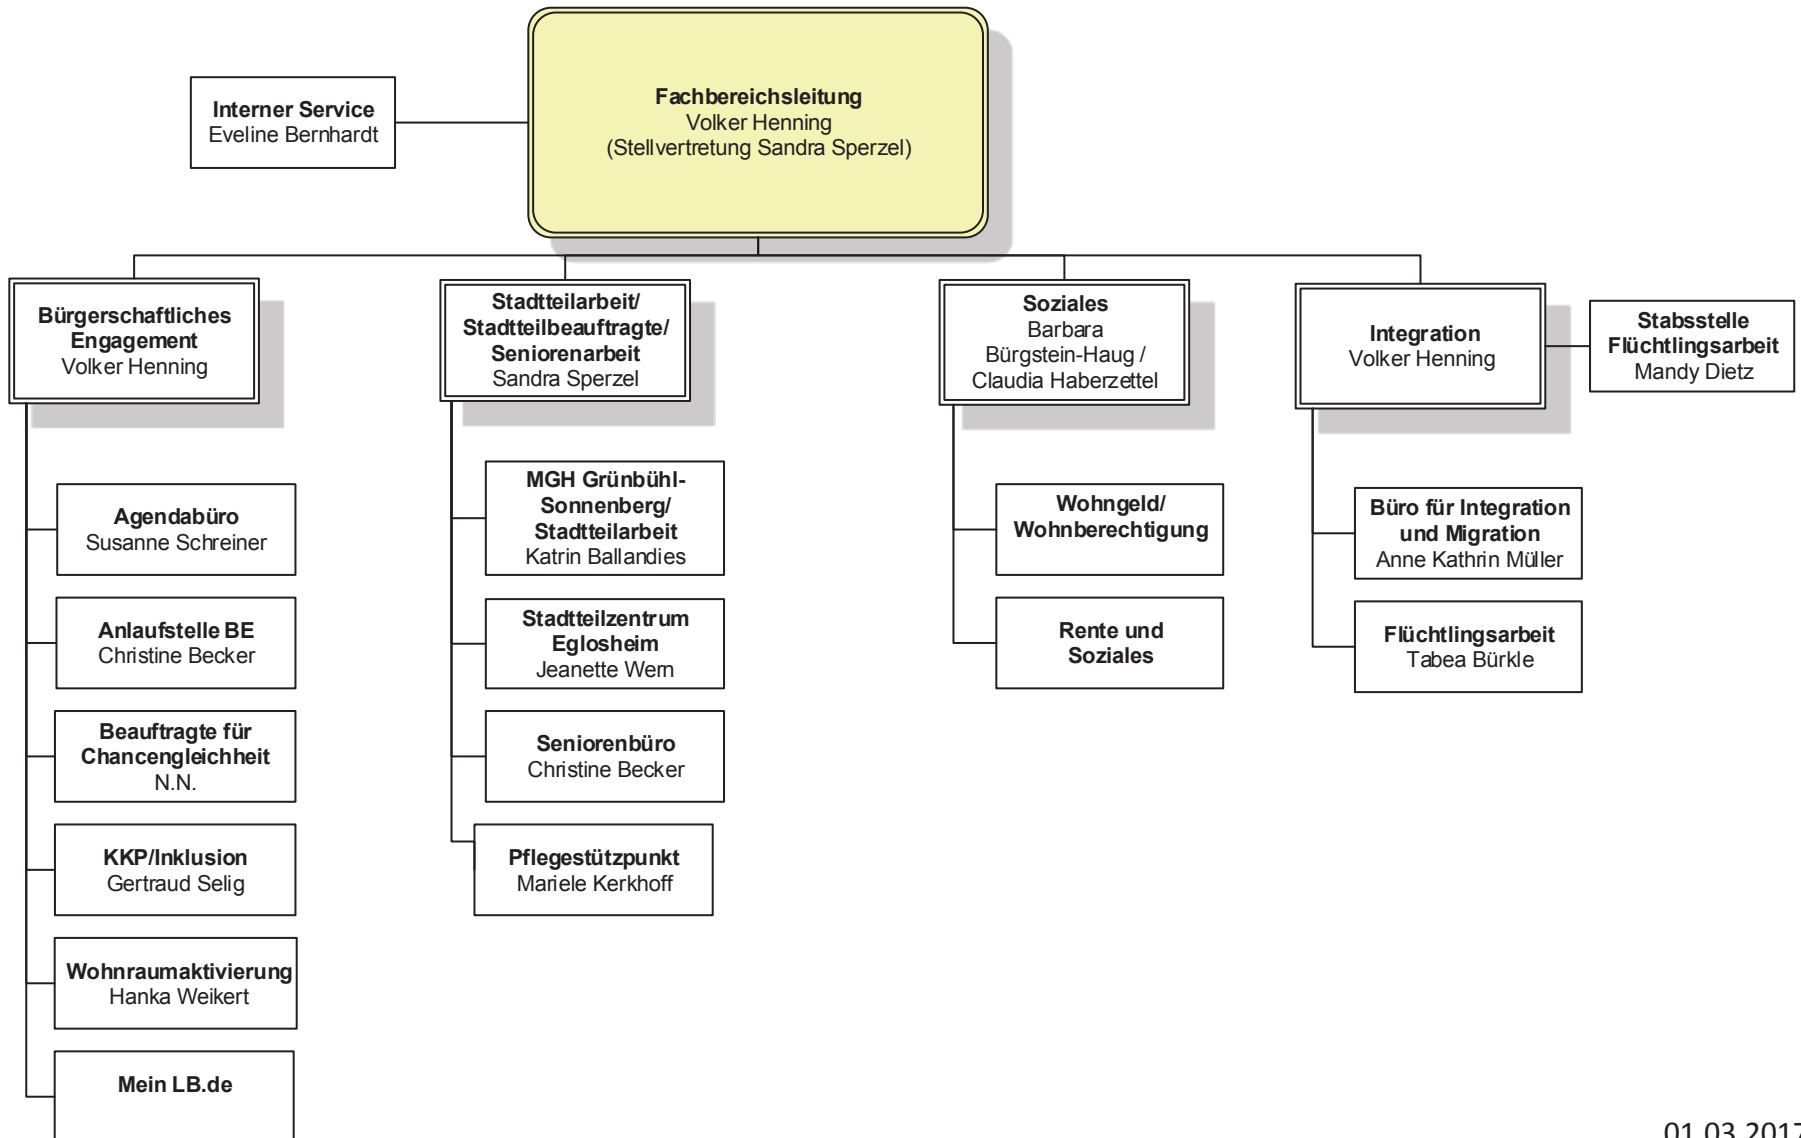 Fachbereichsleitung
Volker Henning
(Stellvertretung Sandra Sperzel)
Interner Service
Eveline Bernhardt
Bürgerschaftliches
Engagement
Volker Henning
Stadtteilarbeit/
Stadtteilbeauftragte/
Seniorenarbeit
Sandra Sperzel
Soziales
Barbara
Bürgstein-Haug /
Claudia Haberzettel
Integration
Volker Henning
Stabsstelle
Flüchtlingsarbeit
Mandy Dietz
Agendabüro
Susanne Schreiner
Anlaufstelle BE
Christine Becker
Beauftragte für
Chancengleichheit
N.N.
KKP/Inklusion
Gertraud Selig
Wohnraumaktivierung
Hanka Weikert
Mein LB.de
MGH Grünbühl-
Sonnenberg/
Stadtteilarbeit
Katrin Ballandies
Stadtteilzentrum
Eglosheim
Jeanette Wern
Seniorenbüro
Christine Becker
Pflegestützpunkt
Mariele Kerkhoff
Wohngeld/
Wohnberechtigung
Rente und
Soziales
Büro für Integration
und Migration
Anne Kathrin Müller
Flüchtlingsarbeit
Tabea Bürkle
01.03.2017